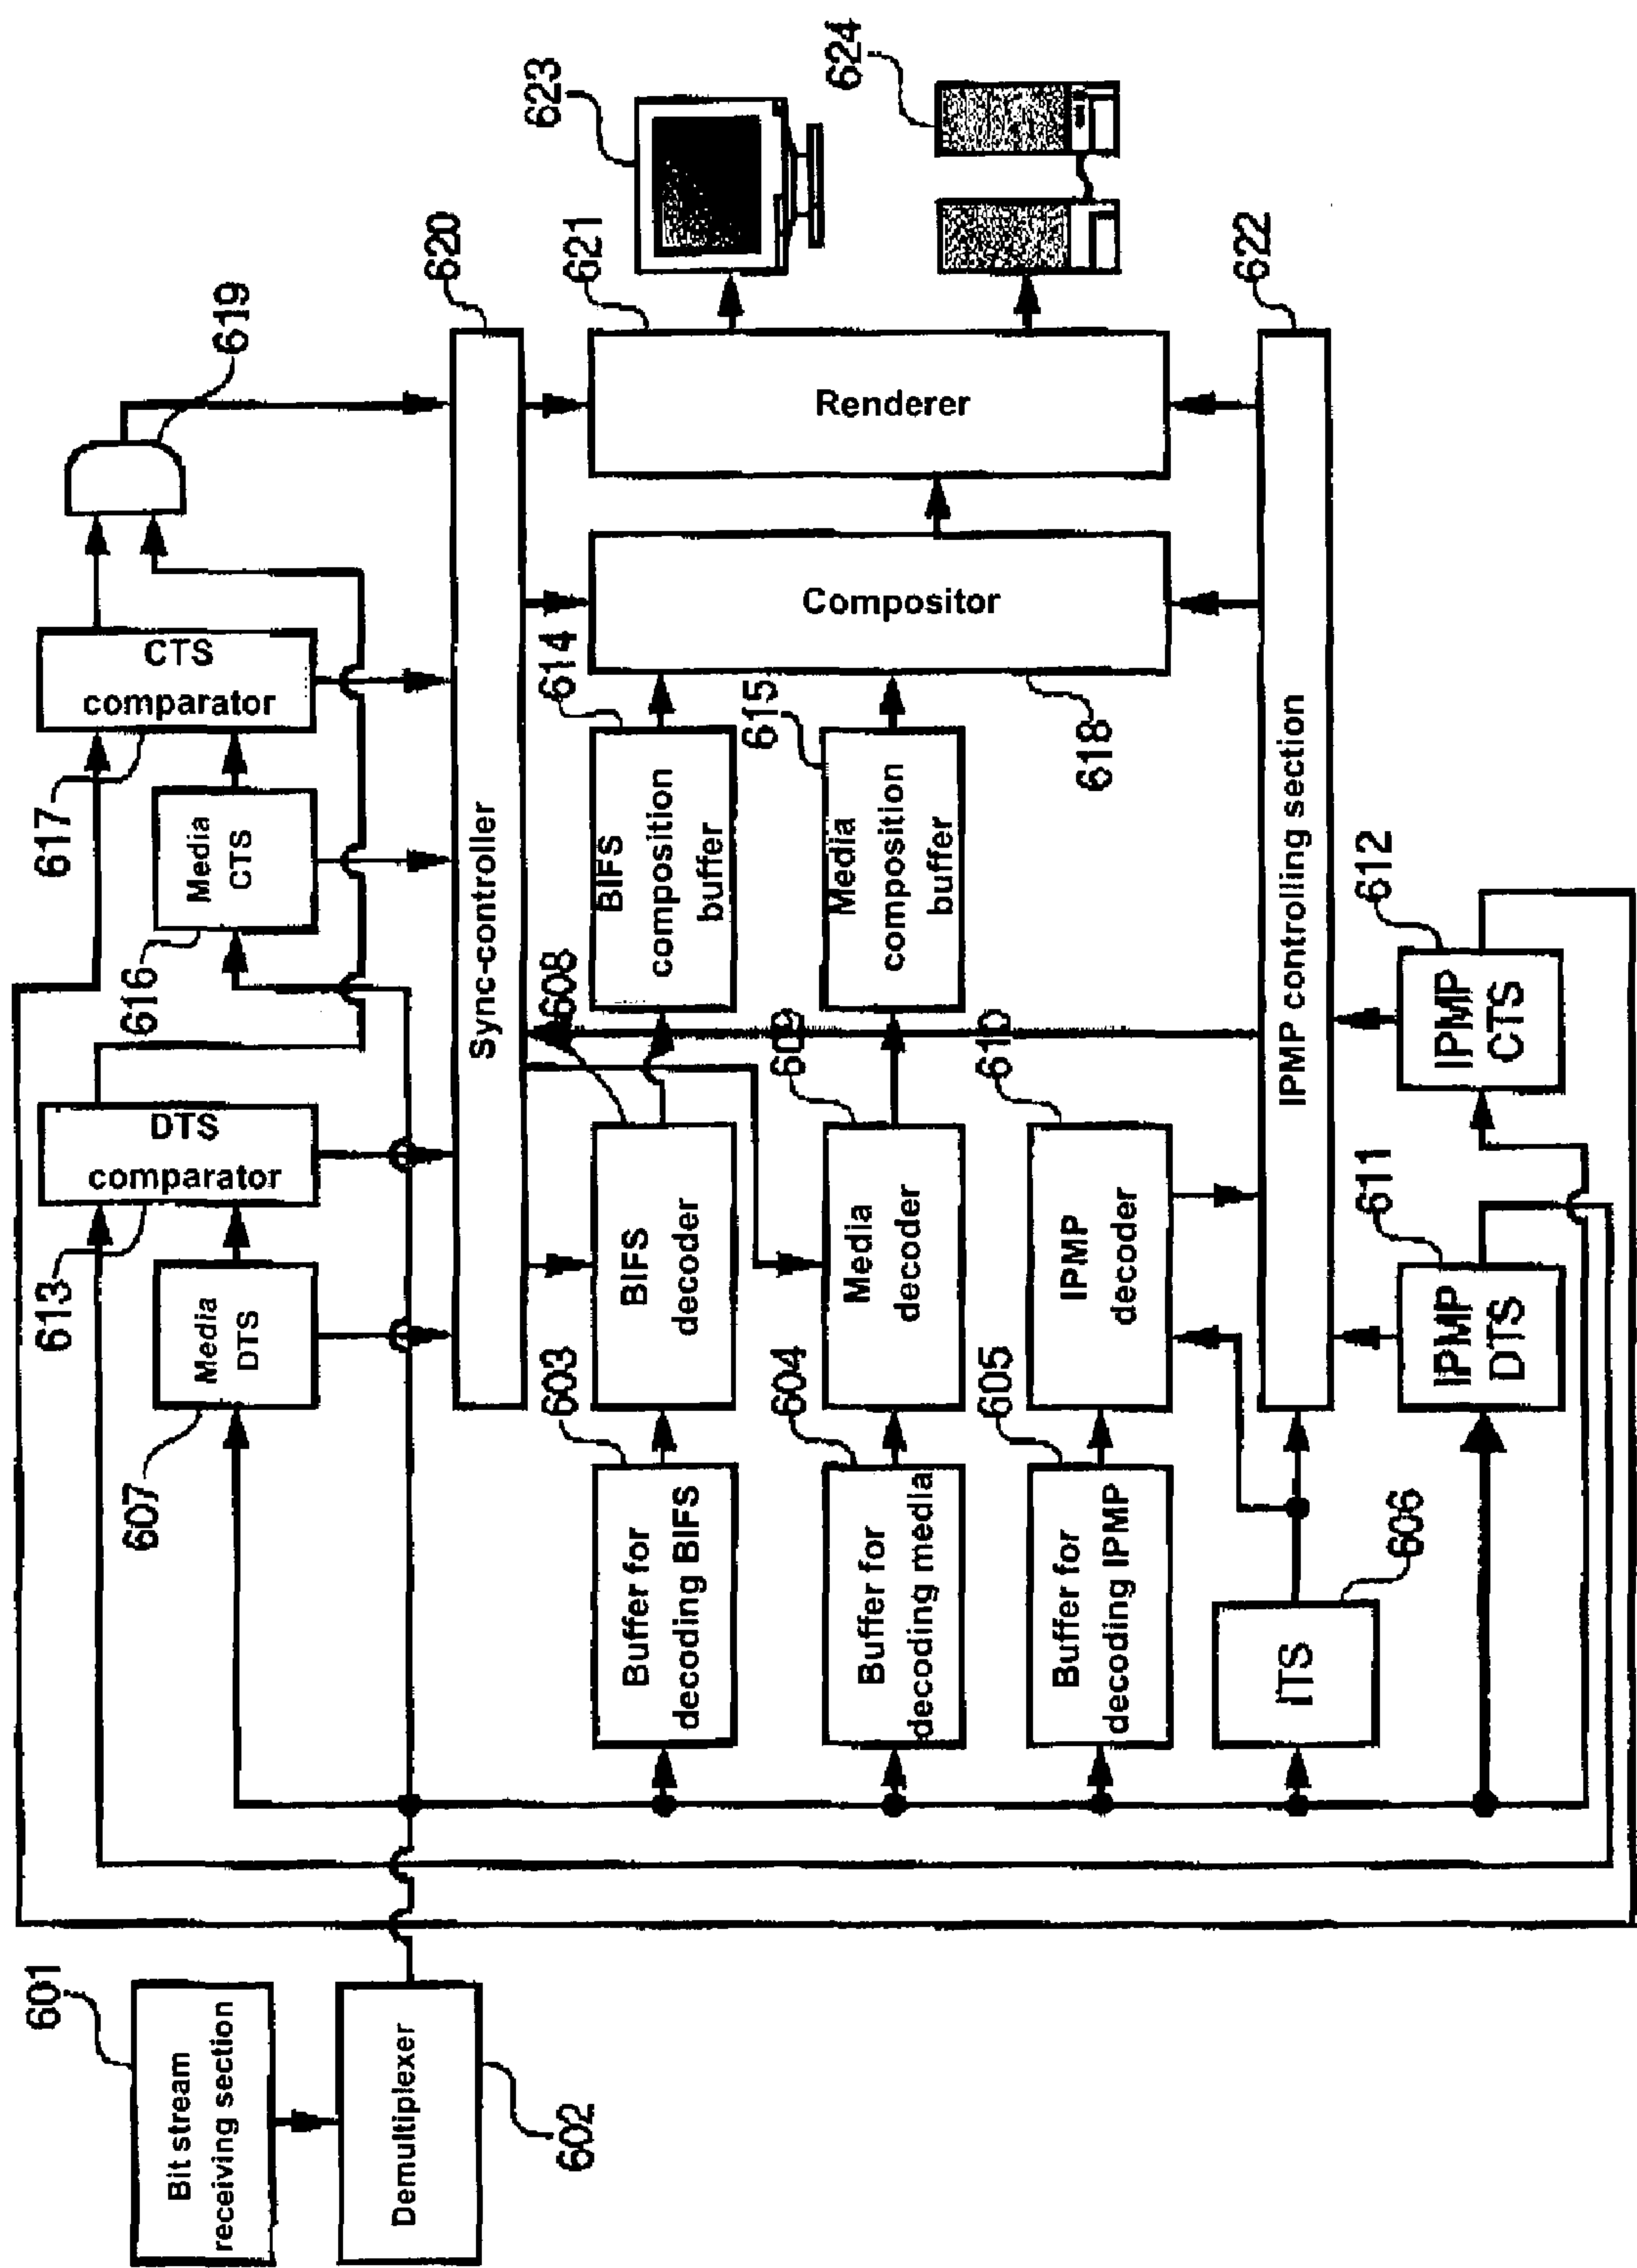 601
Bit stream
receiving section
Demultiplexer
602
613
DTS
comparator
607
Media
DTS
617
CTS
comparator
616
Media
CTS
619
Sync-controller
620
603
Buffer for
decoding BIFS
BIFS
decoder
608
BIFS
composition
buffer
614
604
Buffer for
decoding media
Media
decoder
609
Media
composition
buffer
615
605
Buffer for
decoding IPMP
IPMP
decoder
610
Compositor
618
Renderer
621
623
624
ITS
606
IPMP controlling section
622
IPMP
DTS
611
IPMP
CTS
612